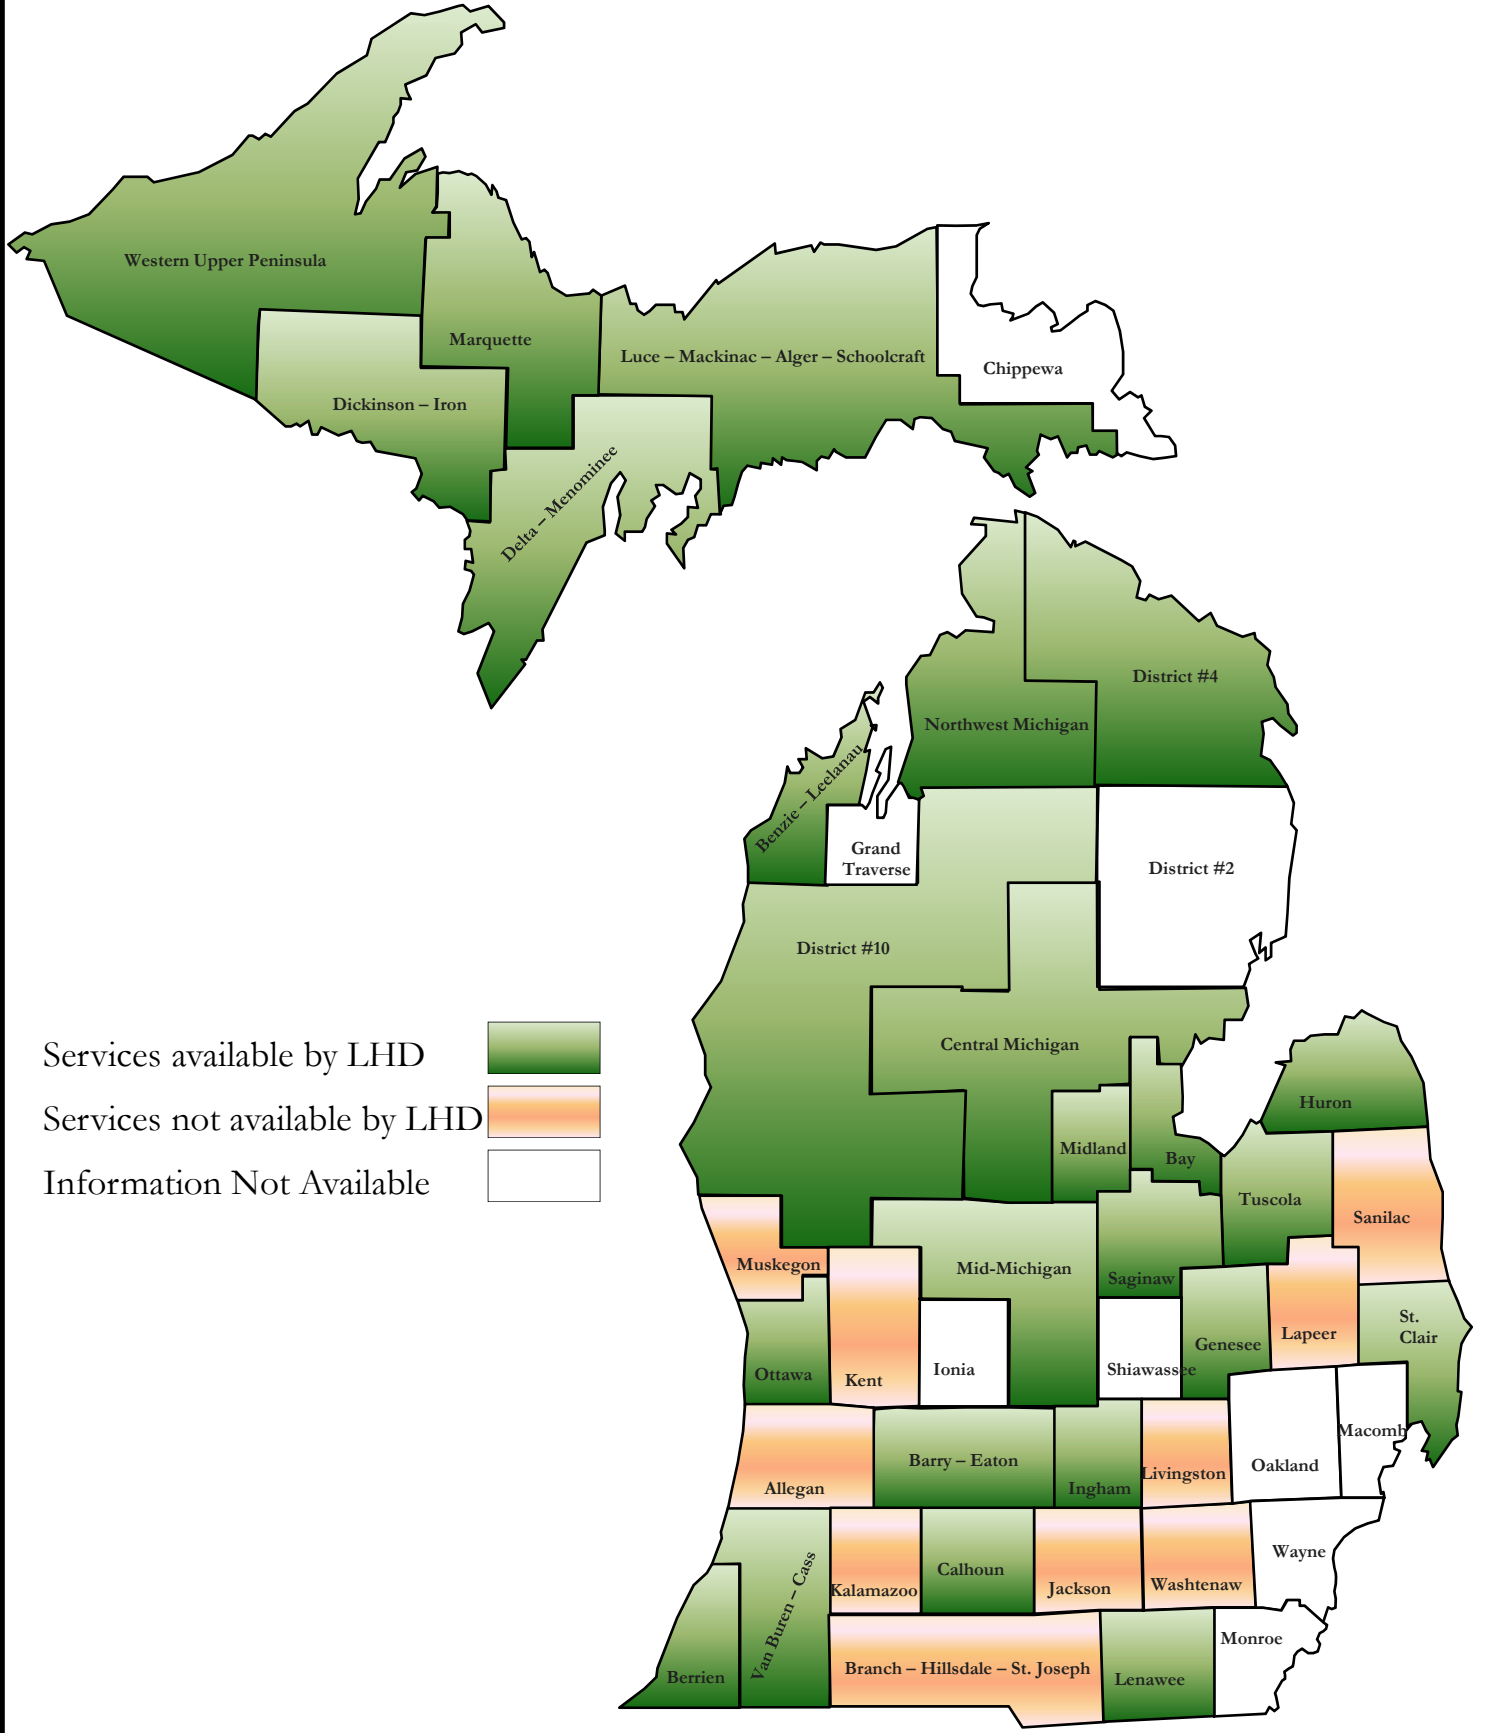 Western Upper Peninsula
Marquette
Luce – Mackinac – Alger – Schoolcraft
Chippewa
Dickinson – Iron
Delta – Menominee
District #4
Northwest Michigan
Benzie – Leelanau
Grand
Traverse
District #2
District #10
Central Michigan
Services available by LHD
Services not available by LHD
Information Not Available
Huron
Midland
Bay
Tuscola
Sanilac
Muskegon
Mid-Michigan
Saginaw
St.
Clair
Lapeer
Genesee
Ottawa
Kent
Ionia
Shiawassee
Macomb
Barry – Eaton
Oakland
Livingston
Allegan
Ingham
Wayne
Van Buren – Cass
Kalamazoo
Calhoun
Jackson
Washtenaw
Monroe
Berrien
Branch – Hillsdale – St. Joseph
Lenawee